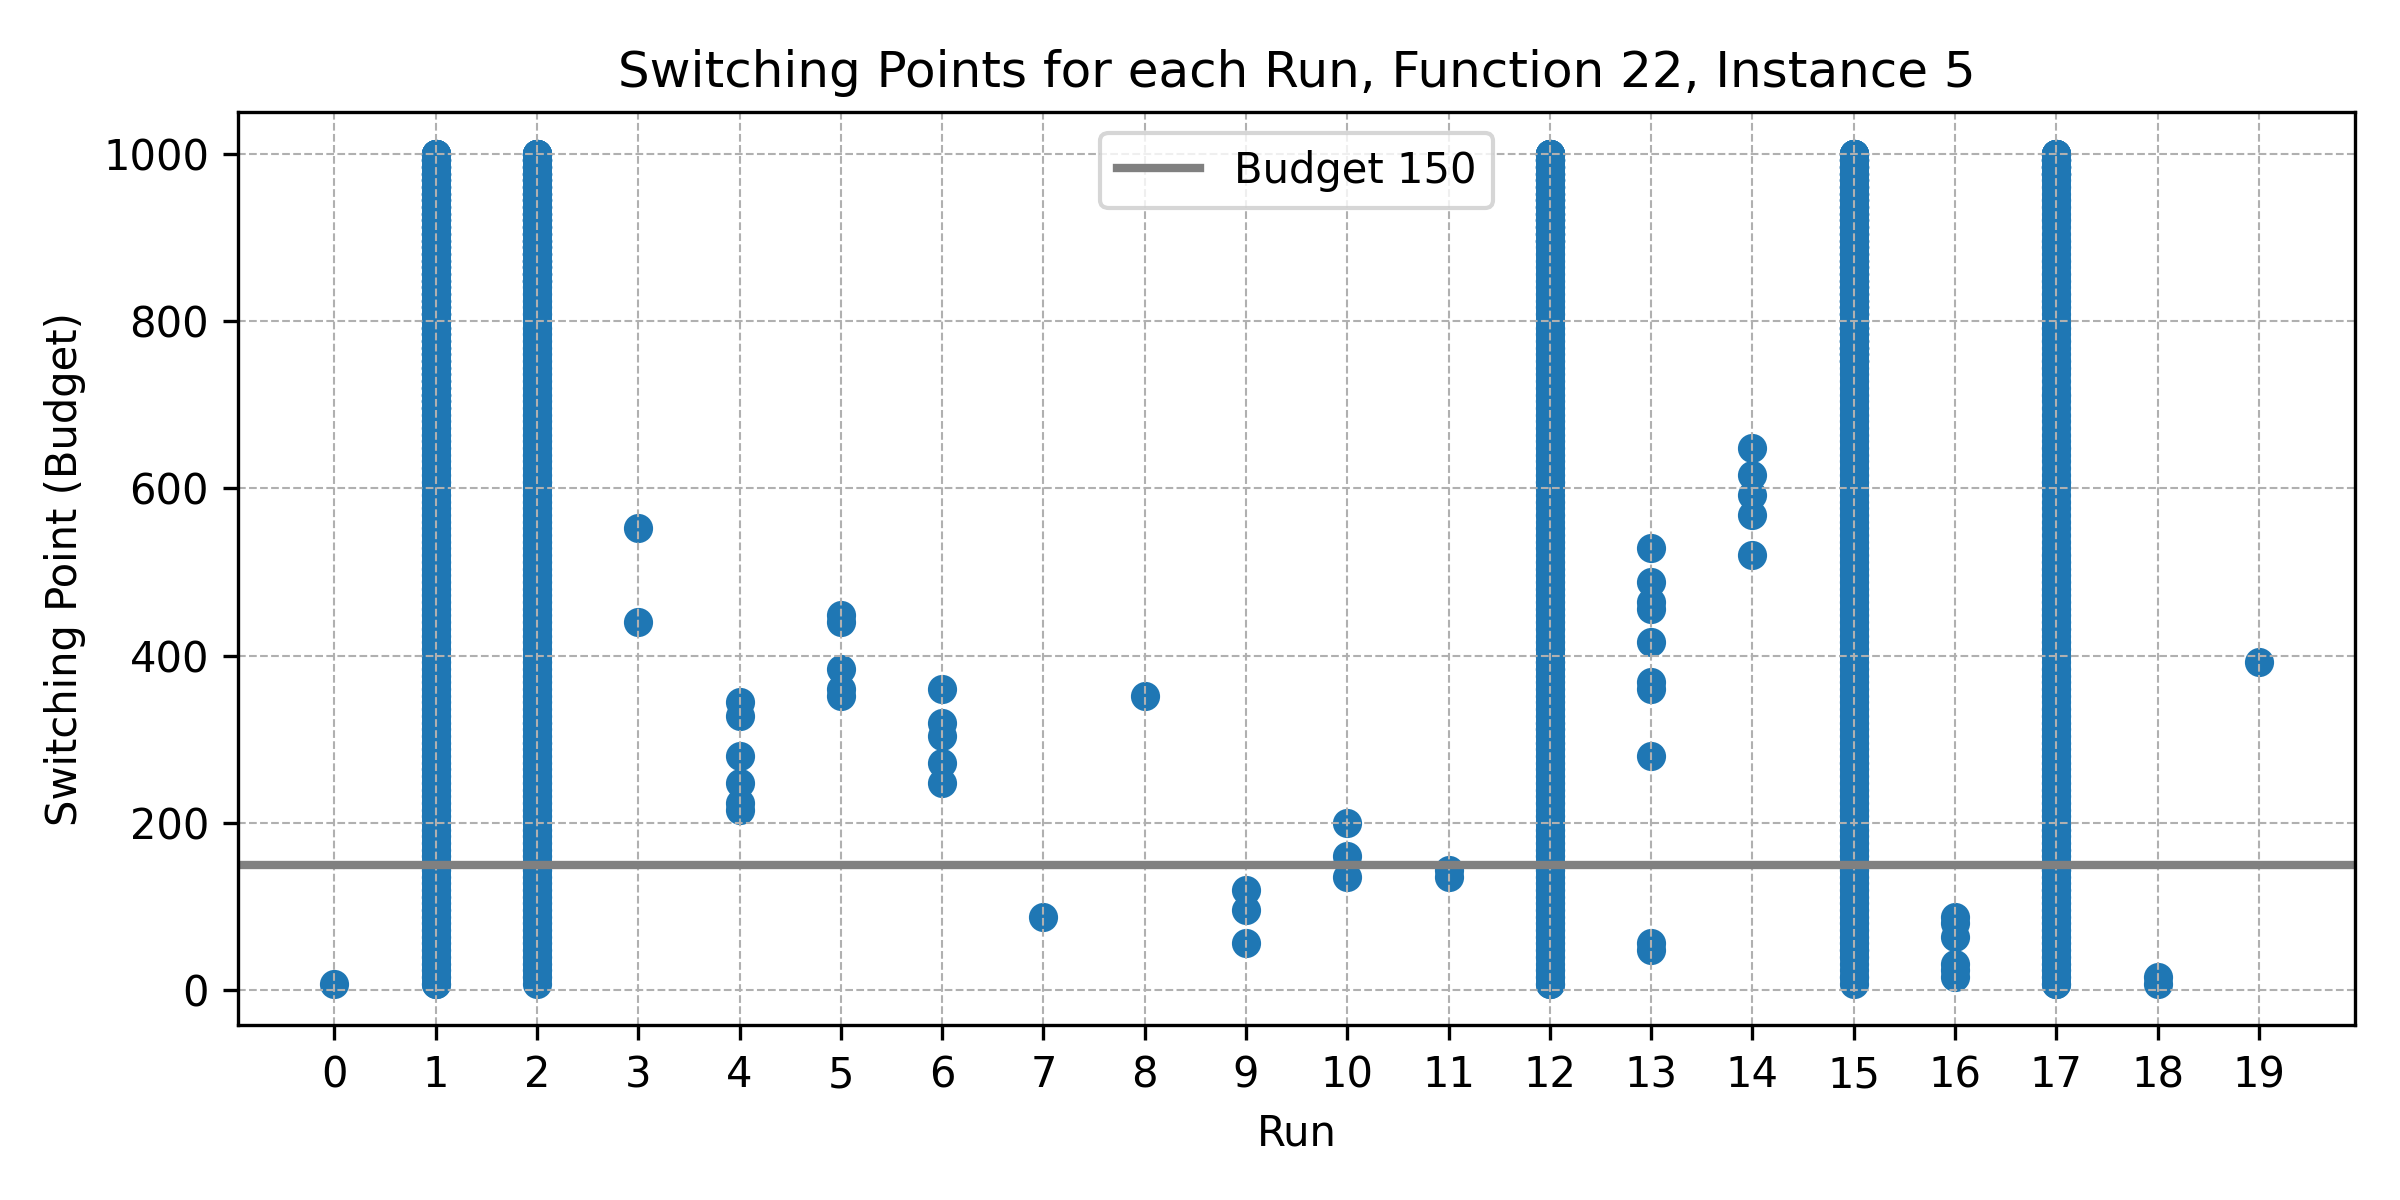 Switching Points for each Run, Function 22, Instance 5
Budget 150
Switching Point (Budget)
1000
800
600
400
200
0
0 1 2 3 4 5 6 7 8 9 10 11 12 13 14 15 16 17 18 19
Run